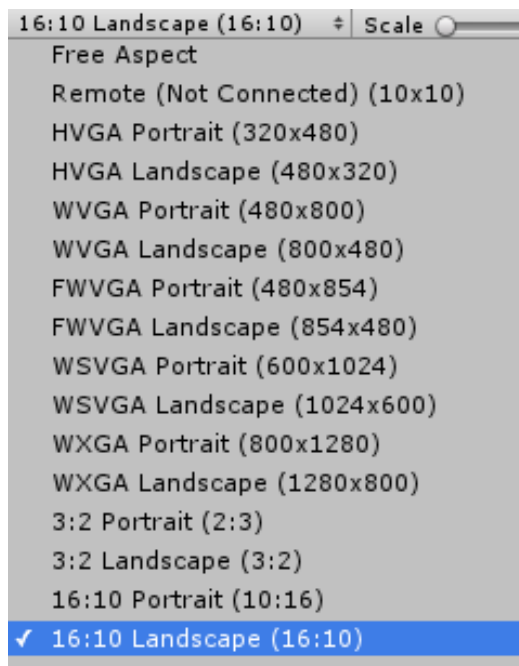 16:10 Landscape (16:10) Scale
Free Aspect
Remote (Not Connected) (10x10)
HVGA Portrait (320x480)
HVGA Landscape (480x320)
WVGA Portrait (480x800)
WVGA Landscape (800x480)
FWVGA Portrait (480x854)
FWVGA Landscape (854x480)
WSVGA Portrait (600x1024)
WSVGA Landscape (1024x600)
WXGA Portrait (800x1280)
WXGA Landscape (1280x800)
3:2 Portrait (2:3)
3:2 Landscape (3:2)
16:10 Portrait (10:16)
✓ 16:10 Landscape (16:10)